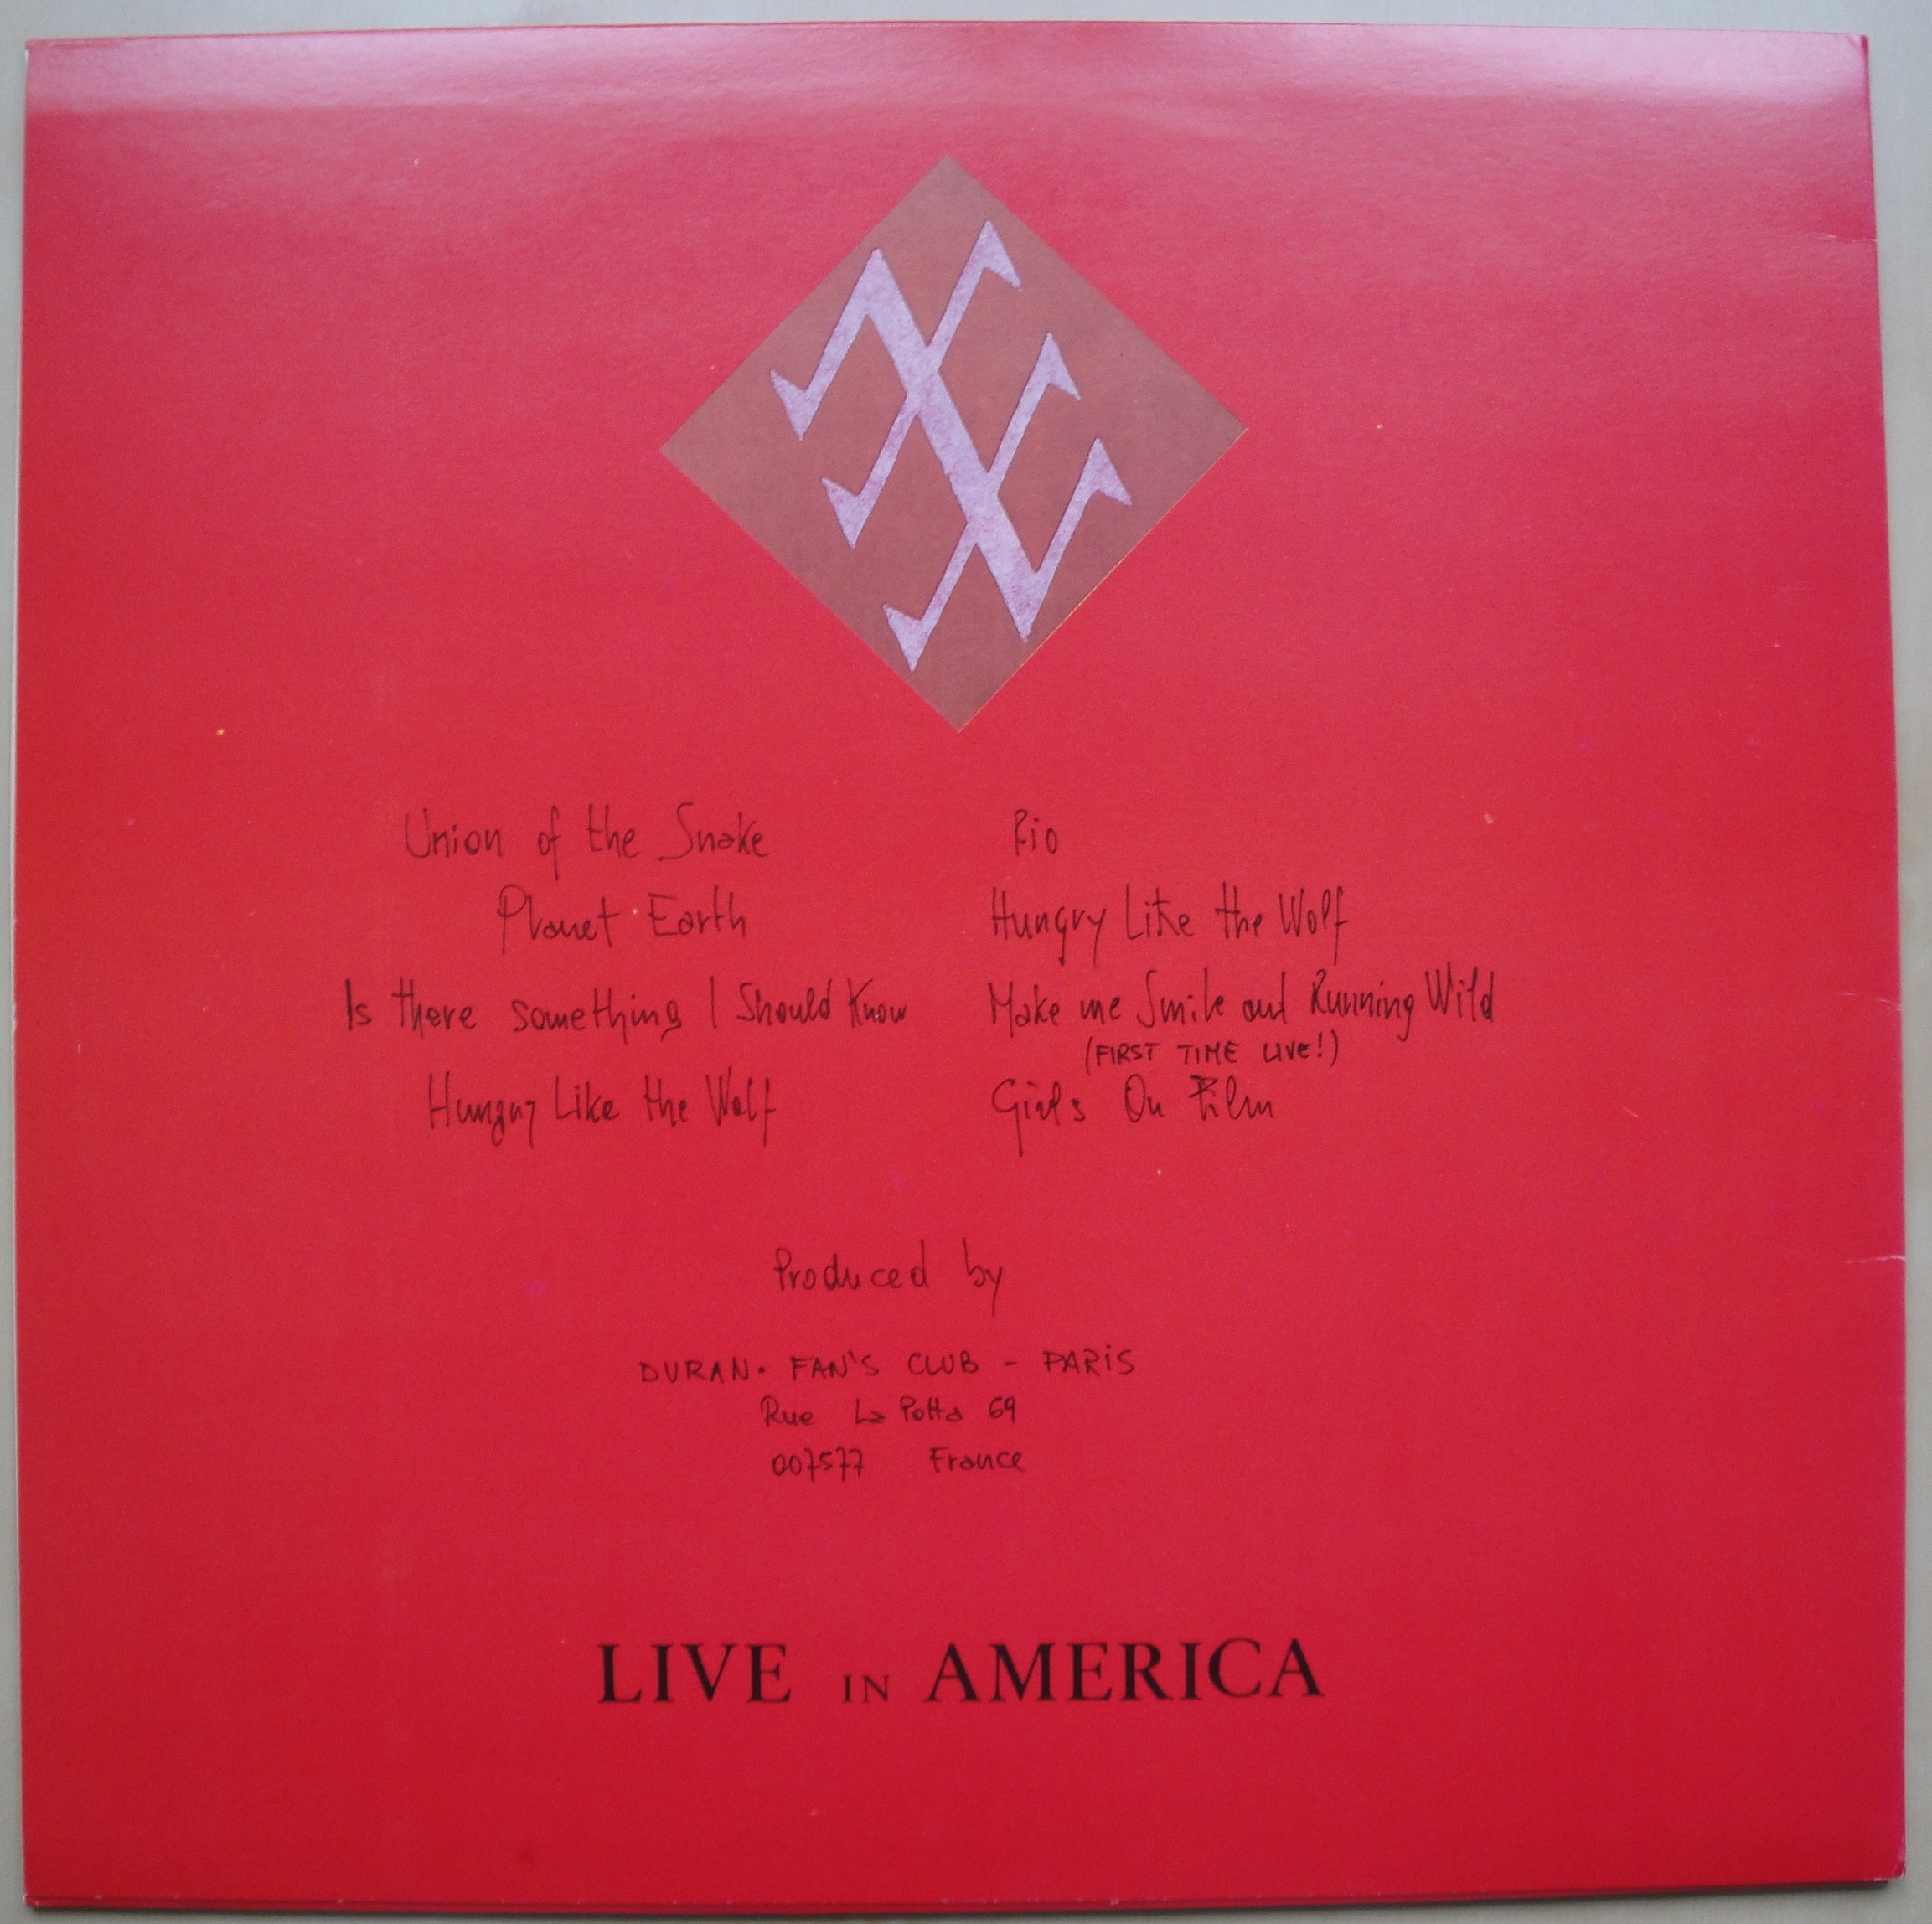 Union of the Snake
Planet Earth
Is there something I Should Know
Hungry Like the Wolf
Rio
Hungry Like the Wolf
Make me Smile and Running Wild
(FIRST TIME LIVE!)
Girls On Film
Produced by
DURAN. FAN'S CLUB - PARIS
Rue La Potta 69
007577 France
LIVE IN AMERICA